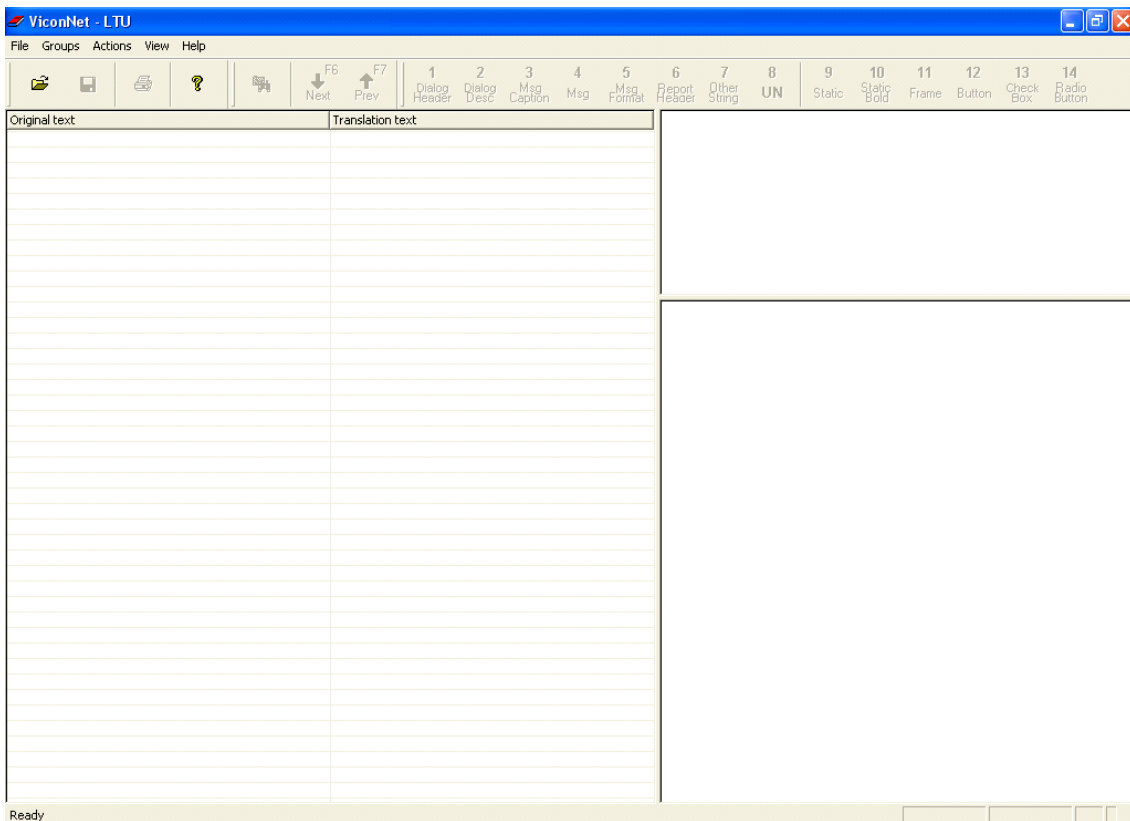 ViconNet - LTU
File Groups Actions View Help
F6 Next
F7 Prev
1 Dialog Header
2 Dialog Desc
3 Msg Caption
4 Msg
5 Msg Format
6 Report Header
7 Other String
8 UN
9 Static
10 Static Bold
11 Frame
12 Button
13 Check Box
14 Radio Button
Original text Translation text
Ready